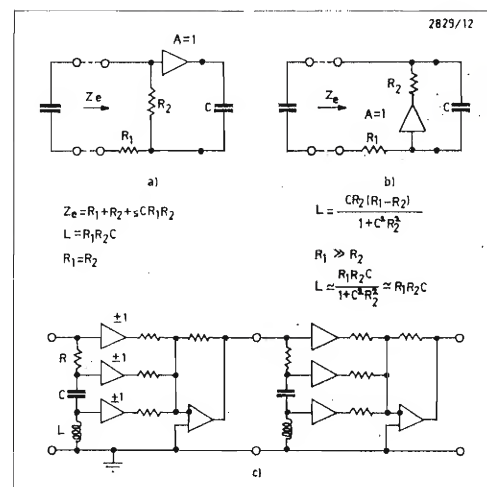 2829/12
A=1
Ze
R2
C
R1
a)
R2
Ze
A=1
C
R1
b)
Ze=R1+R2+sCR1R2
L=R1R2C
R1=R2
L= CR2(R1-R2)
1+C²R2²
R1 ≫ R2
L≃ R1R2C ≃ R1R2C
1+C²R2²
±1
R
±1
C
±1
L
c)